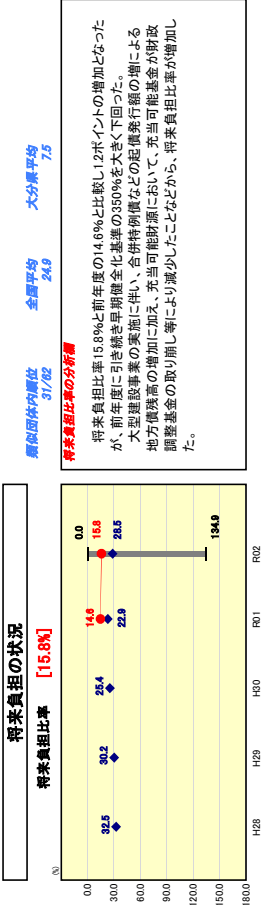 将来負担の状況
将来負担比率 [15.8%]
類似団体内順位
31/62
全国平均
24.9
大分県平均
7.5
(%)
0.0
30.0
60.0
90.0
120.0
150.0
180.0
32.5
30.2
25.4
14.6
22.9
0.0
15.8
28.5
134.9
H28
H29
H30
R01
R02
将来負担比率の分析欄
将来負担比率15.8%と前年度の14.6%と比較し1.2ポイントの増加となった
が、前年度に引き続き早期健全化基準の350%を大きく下回った。
大型建設事業の実施に伴い、合併特例債などの起債発行額の増による
地方債残高の増加に加え、充当可能財源において、充当可能基金が財政
調整基金の取り崩し等により減少したことなどから、将来負担比率が増加し
た。